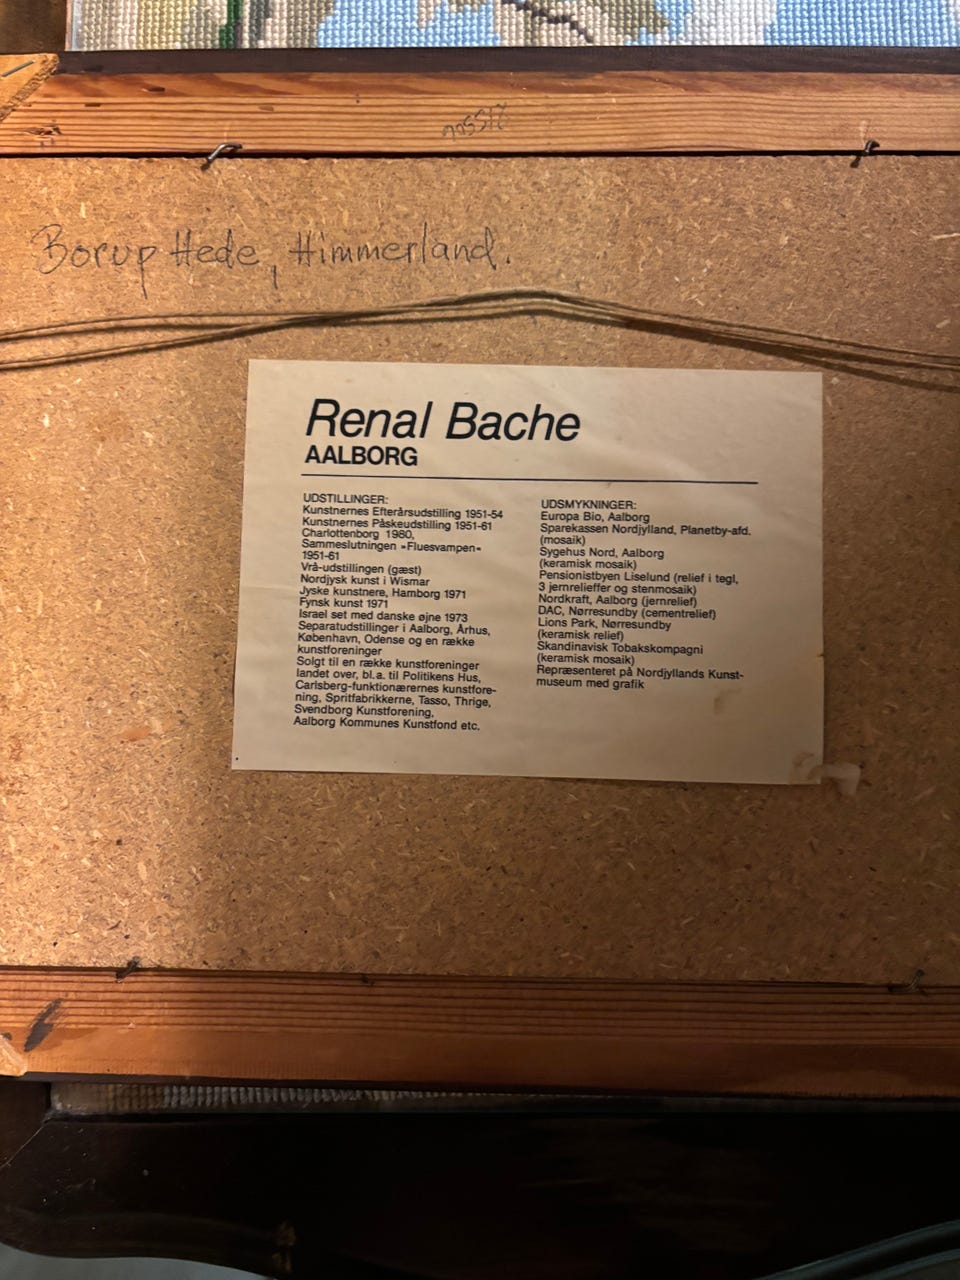 Borup Hede, Himmerland.
Renal Bache
AALBORG
UDSTILLINGER:
Kunstnernes Efterårsudstilling 1951-54
Kunstnernes Påskeudstilling 1951-61
Charlottenborg 1980,
Sammeslutningen »Fluesvampen«
1951-61
Vrå-udstillingen (gæst)
Nordjysk kunst i Wismar
Jyske kunstnere, Hamborg 1971
Fynsk kunst 1971
Israel set med danske øjne 1973
Separatudstillinger i Aalborg, Århus,
København, Odense og en række
kunstforeninger
Solgt til en række kunstforeninger
landet over, bl.a. til Politikens Hus,
Carlsberg-funktionærernes kunstfore-
ning, Spritfabrikkerne, Tasso, Thrige,
Svendborg Kunstforening,
Aalborg Kommunes Kunstfond etc.
UDSMYKNINGER:
Europa Bio, Aalborg
Sparekassen Nordjylland, Planetby-afd.
(mosaik)
Sygehus Nord, Aalborg
(keramisk mosaik)
Pensionistbyen Liselund (relief i tegl,
3 jernrelieffer og stenmosaik)
Nordkraft, Aalborg (jernrelief)
DAC, Nørresundby (cementrelief)
Lions Park, Nørresundby
(keramisk relief)
Skandinavisk Tobakskompagni
(keramisk mosaik)
Repræsenteret på Nordjyllands Kunst-
museum med grafik